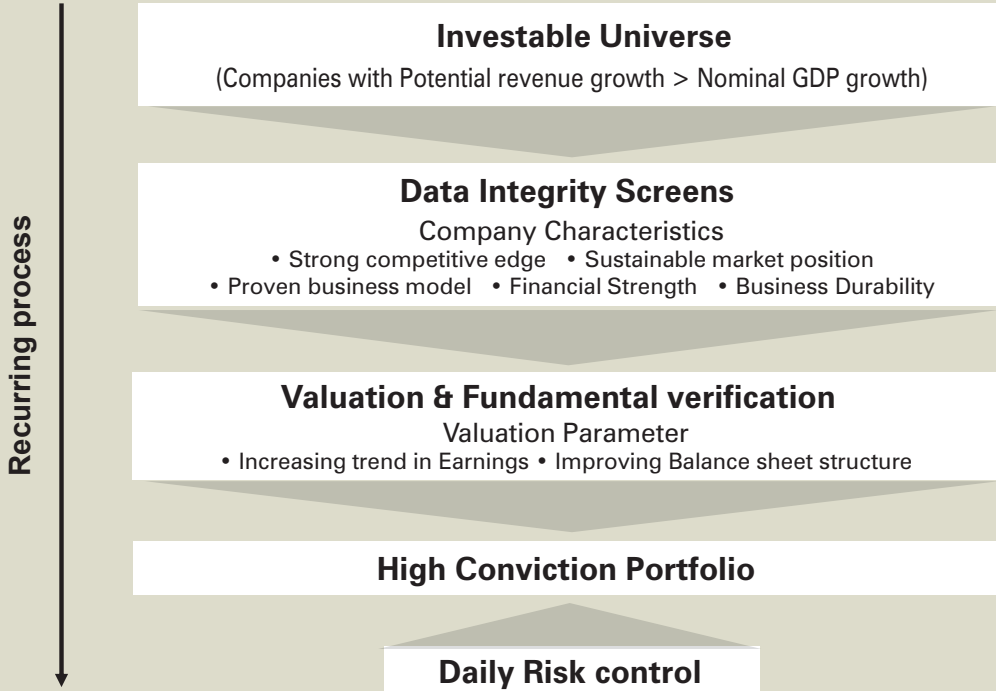 Recurring process
Investable Universe
(Companies with Potential revenue growth > Nominal GDP growth)
Data Integrity Screens
Company Characteristics
• Strong competitive edge • Sustainable market position
• Proven business model • Financial Strength • Business Durability
Valuation & Fundamental verification
Valuation Parameter
• Increasing trend in Earnings • Improving Balance sheet structure
High Conviction Portfolio
Daily Risk control